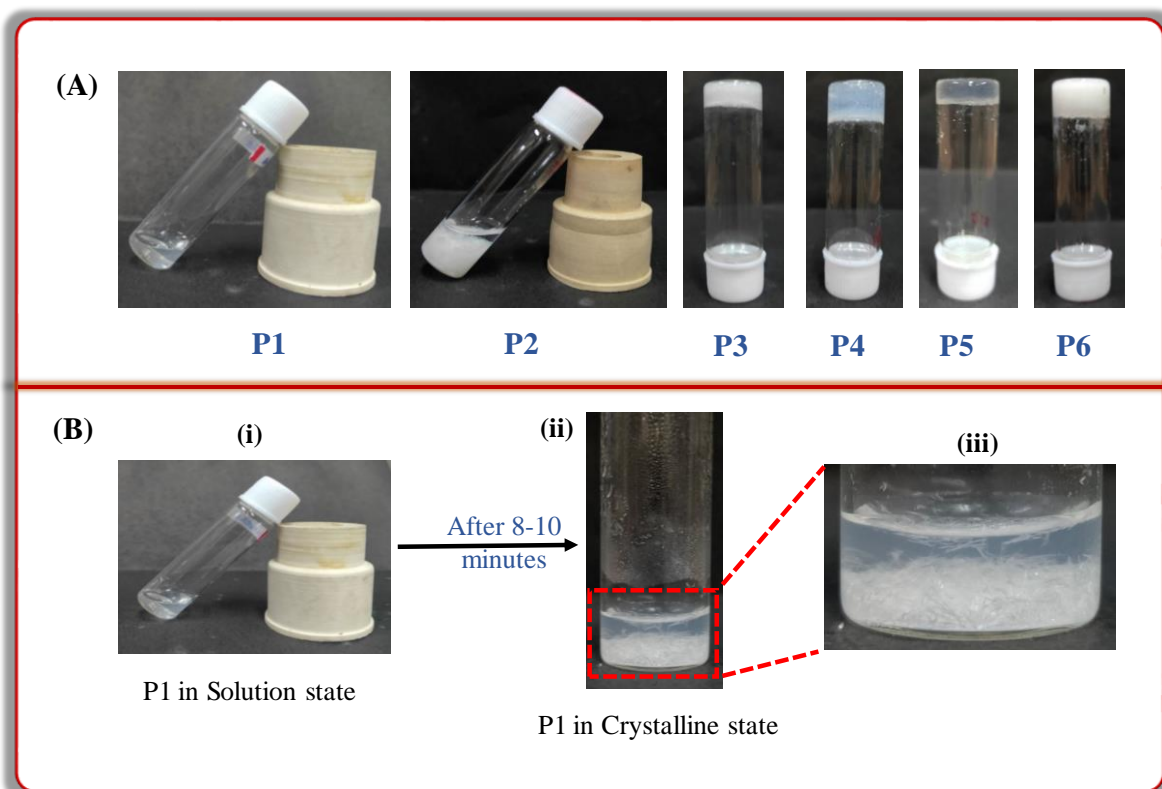 (A)
P1
P2
P3
P4
P5
P6
(B)
(i)
(ii)
(iii)
After 8-10
minutes
P1 in Solution state
P1 in Crystalline state